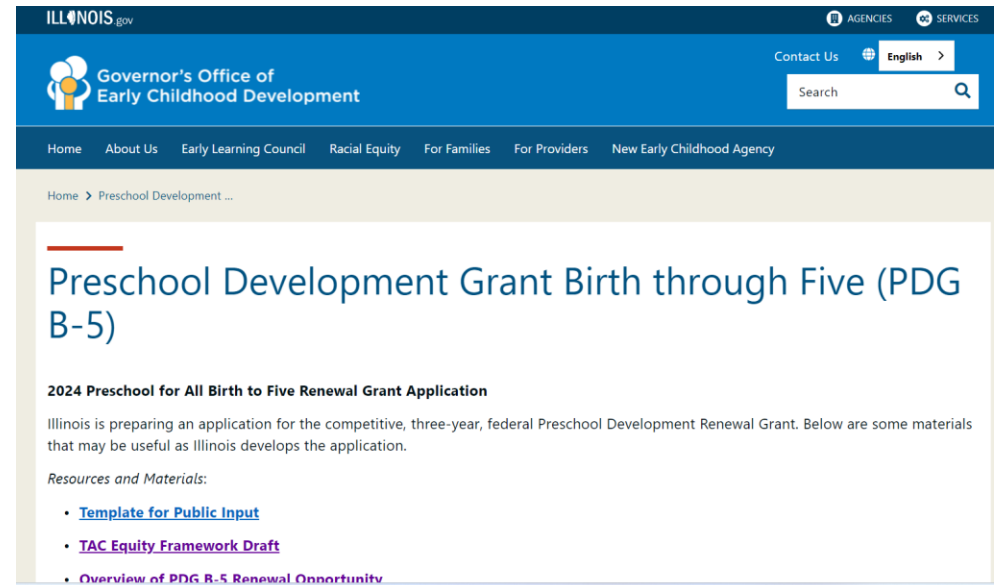 ILLINOIS.gov
AGENCIES
SERVICES
Contact Us
English
Governor's Office of
Early Childhood Development
Search
Home About Us Early Learning Council Racial Equity For Families For Providers New Early Childhood Agency
Home > Preschool Development ...
Preschool Development Grant Birth through Five (PDG
B-5)
2024 Preschool for All Birth to Five Renewal Grant Application
Illinois is preparing an application for the competitive, three-year, federal Preschool Development Renewal Grant. Below are some materials
that may be useful as Illinois develops the application.
Resources and Materials:
• Template for Public Input
• TAC Equity Framework Draft
• Overview of PDG B-5 Renewal Opportunity